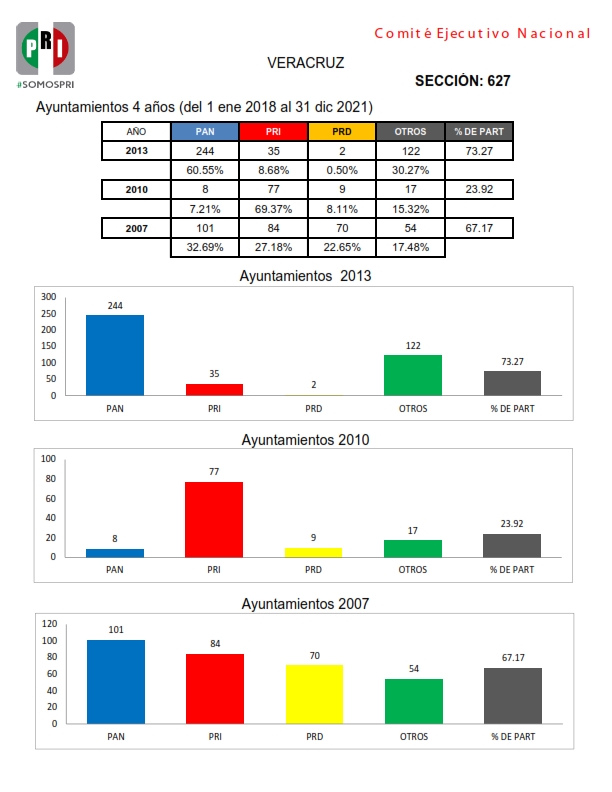 PRI
#SOMOSPRI
Comité Ejecutivo Nacional
VERACRUZ
SECCIÓN: 627
Ayuntamientos 4 años (del 1 ene 2018 al 31 dic 2021)
AÑO PAN PRI PRD OTROS % DE PART
2013 244 35 2 122 73.27
60.55% 8.68% 0.50% 30.27%
2010 8 77 9 17 23.92
7.21% 69.37% 8.11% 15.32%
2007 101 84 70 54 67.17
32.69% 27.18% 22.65% 17.48%
Ayuntamientos 2013
300
250
200
150
100
50
0
244 35 2 122 73.27
PAN PRI PRD OTROS % DE PART
Ayuntamientos 2010
100
80
60
40
20
0
8 77 9 17 23.92
PAN PRI PRD OTROS % DE PART
Ayuntamientos 2007
120
100
80
60
40
20
0
101 84 70 54 67.17
PAN PRI PRD OTROS % DE PART